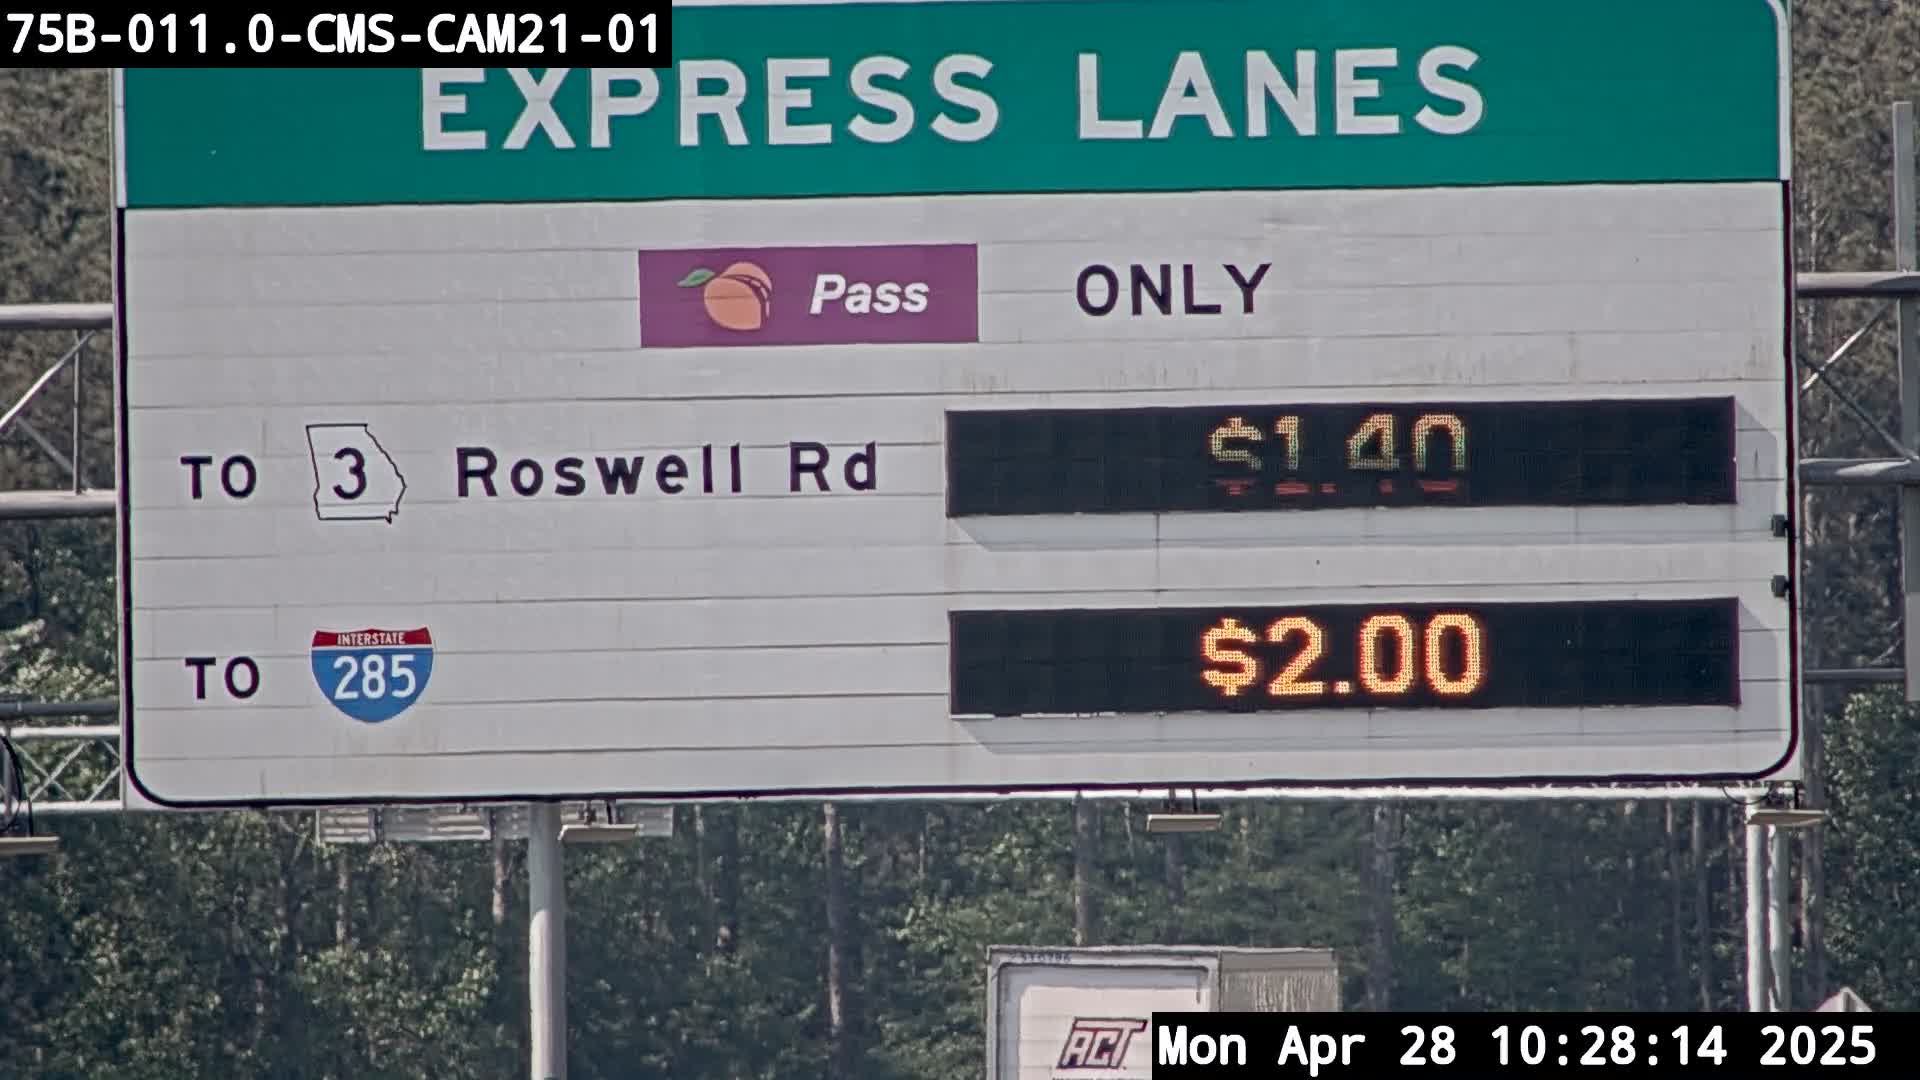 75B-011.0-CMS-CAM21-01
EXPRESS LANES
Pass ONLY
TO 3 Roswell Rd $1.40
TO INTERSTATE 285 $2.00
ACT
Mon Apr 28 10:28:14 2025